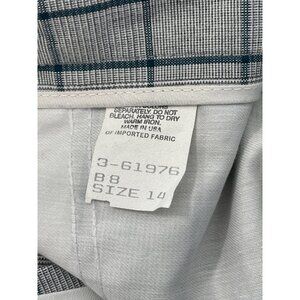 SEPARATELY. DO NOT
BLEACH. HANG TO DRY
WARM IRON.
MADE IN USA
OF IMPORTED FABRIC
3-61976
B8
SIZE 14